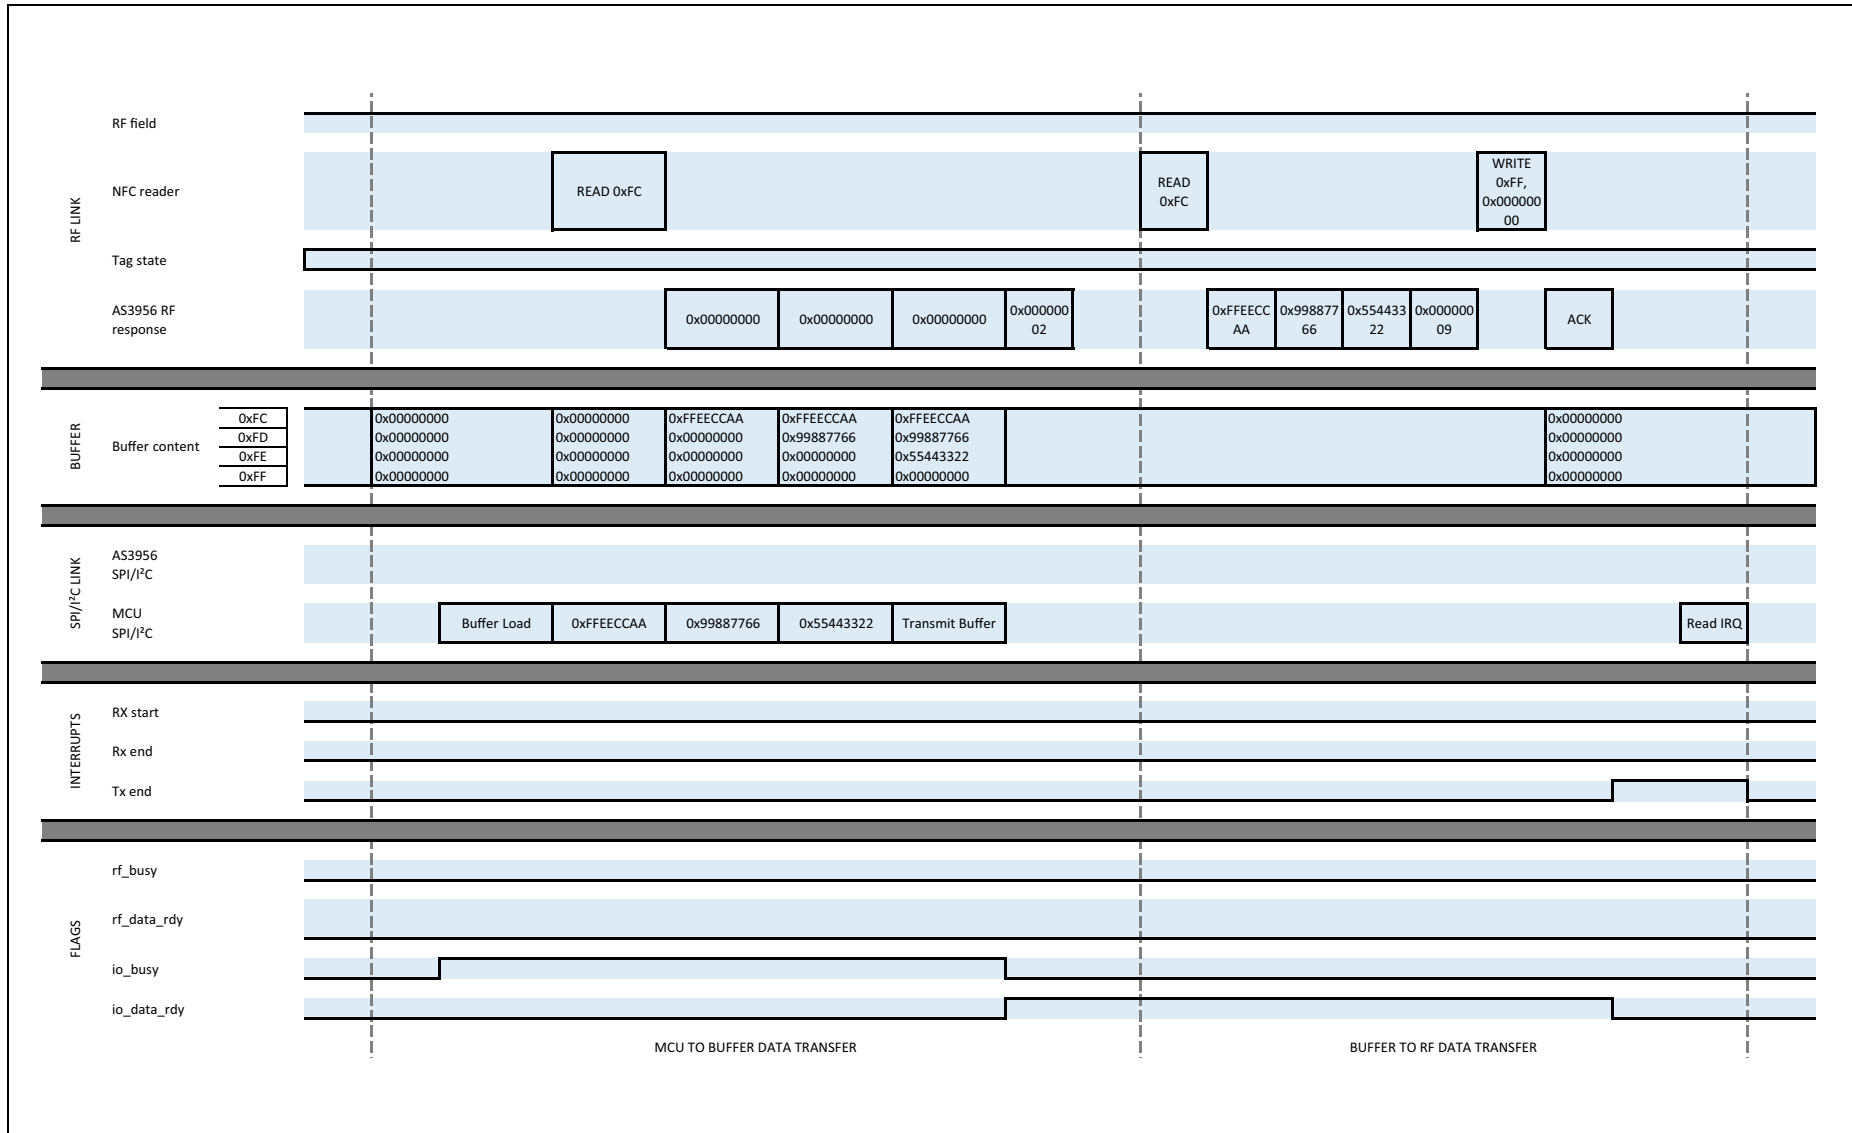 RF LINK
RF field
NFC reader
READ 0xFC
READ
0xFC
WRITE
0xFF,
0x000000
00
Tag state
AS3956 RF
response
0x00000000
0x00000000
0x00000000
0x000000
02
0xFFEECC
AA
0x998877
66
0x554433
22
0x000000
09
ACK
BUFFER
Buffer content
0xFC
0xFD
0xFE
0xFF
0x00000000
0x00000000
0x00000000
0x00000000
0x00000000
0x00000000
0x00000000
0x00000000
0xFFEECCAA
0x00000000
0x00000000
0x00000000
0xFFEECCAA
0x99887766
0x00000000
0x00000000
0xFFEECCAA
0x99887766
0x55443322
0x00000000
0x00000000
0x00000000
0x00000000
0x00000000
SPI/I²C LINK
AS3956
SPI/I²C
MCU
SPI/I²C
Buffer Load
0xFFEECCAA
0x99887766
0x55443322
Transmit Buffer
Read IRQ
INTERRUPTS
RX start
Rx end
Tx end
FLAGS
rf_busy
rf_data_rdy
io_busy
io_data_rdy
MCU TO BUFFER DATA TRANSFER
BUFFER TO RF DATA TRANSFER